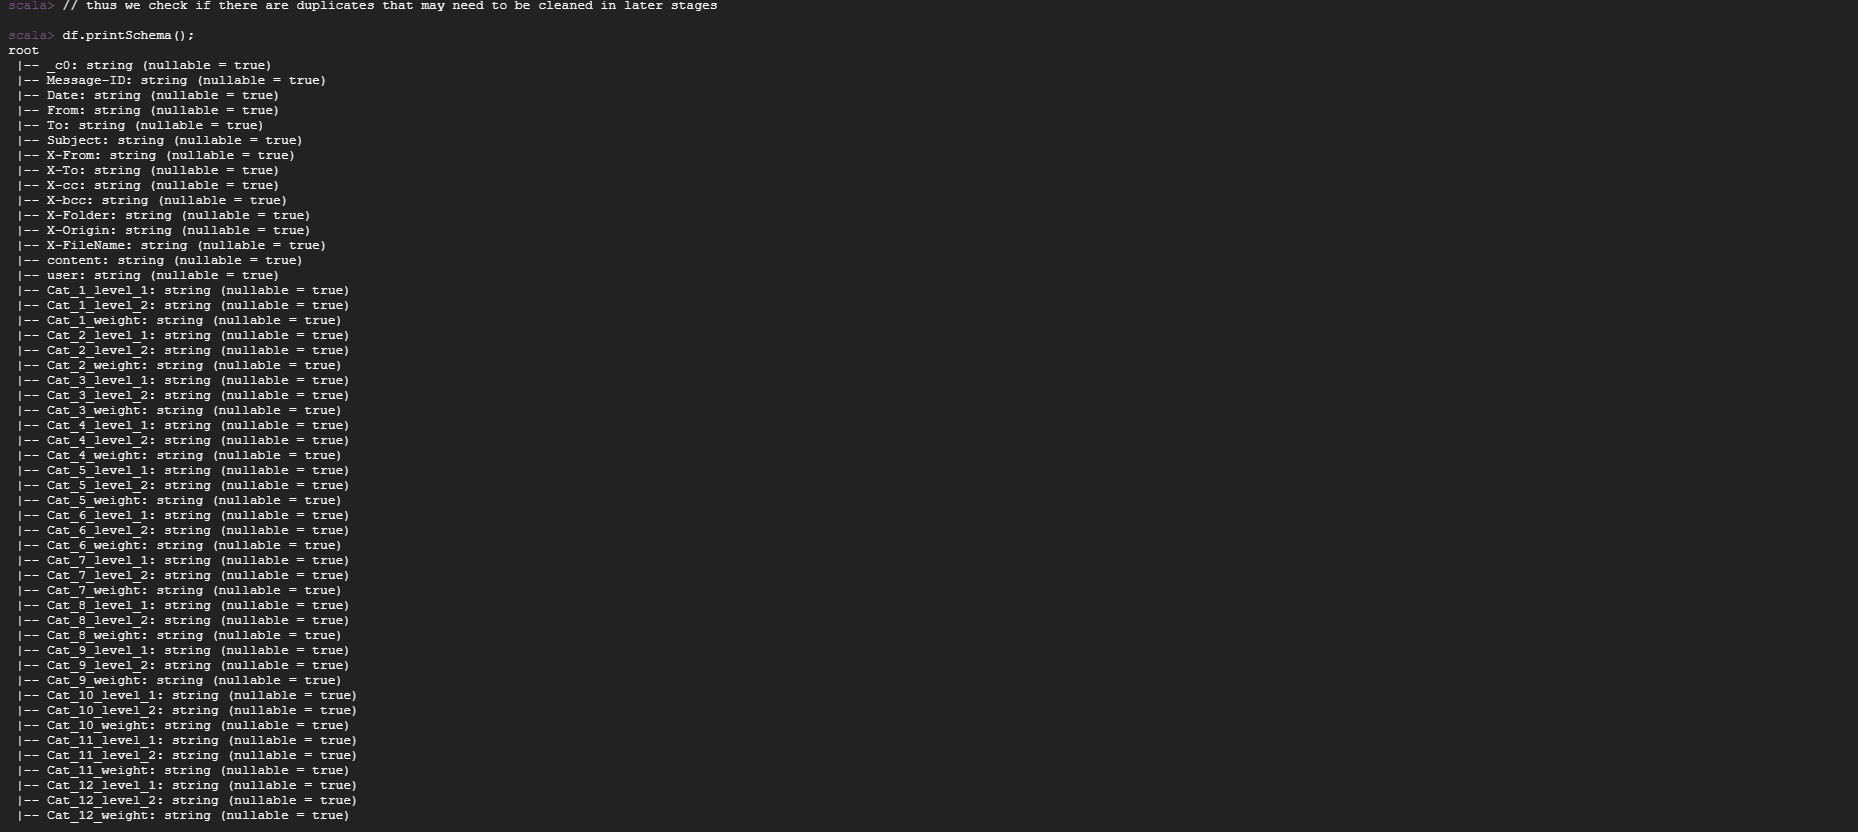 scala> // thus we check if there are duplicates that may need to be cleaned in later stages
scala> df.printSchema();
root
 |-- _c0: string (nullable = true)
 |-- Message-ID: string (nullable = true)
 |-- Date: string (nullable = true)
 |-- From: string (nullable = true)
 |-- To: string (nullable = true)
 |-- Subject: string (nullable = true)
 |-- X-From: string (nullable = true)
 |-- X-To: string (nullable = true)
 |-- X-cc: string (nullable = true)
 |-- X-bcc: string (nullable = true)
 |-- X-Folder: string (nullable = true)
 |-- X-Origin: string (nullable = true)
 |-- X-FileName: string (nullable = true)
 |-- content: string (nullable = true)
 |-- user: string (nullable = true)
 |-- Cat_1_level_1: string (nullable = true)
 |-- Cat_1_level_2: string (nullable = true)
 |-- Cat_1_weight: string (nullable = true)
 |-- Cat_2_level_1: string (nullable = true)
 |-- Cat_2_level_2: string (nullable = true)
 |-- Cat_2_weight: string (nullable = true)
 |-- Cat_3_level_1: string (nullable = true)
 |-- Cat_3_level_2: string (nullable = true)
 |-- Cat_3_weight: string (nullable = true)
 |-- Cat_4_level_1: string (nullable = true)
 |-- Cat_4_level_2: string (nullable = true)
 |-- Cat_4_weight: string (nullable = true)
 |-- Cat_5_level_1: string (nullable = true)
 |-- Cat_5_level_2: string (nullable = true)
 |-- Cat_5_weight: string (nullable = true)
 |-- Cat_6_level_1: string (nullable = true)
 |-- Cat_6_level_2: string (nullable = true)
 |-- Cat_6_weight: string (nullable = true)
 |-- Cat_7_level_1: string (nullable = true)
 |-- Cat_7_level_2: string (nullable = true)
 |-- Cat_7_weight: string (nullable = true)
 |-- Cat_8_level_1: string (nullable = true)
 |-- Cat_8_level_2: string (nullable = true)
 |-- Cat_8_weight: string (nullable = true)
 |-- Cat_9_level_1: string (nullable = true)
 |-- Cat_9_level_2: string (nullable = true)
 |-- Cat_9_weight: string (nullable = true)
 |-- Cat_10_level_1: string (nullable = true)
 |-- Cat_10_level_2: string (nullable = true)
 |-- Cat_10_weight: string (nullable = true)
 |-- Cat_11_level_1: string (nullable = true)
 |-- Cat_11_level_2: string (nullable = true)
 |-- Cat_11_weight: string (nullable = true)
 |-- Cat_12_level_1: string (nullable = true)
 |-- Cat_12_level_2: string (nullable = true)
 |-- Cat_12_weight: string (nullable = true)